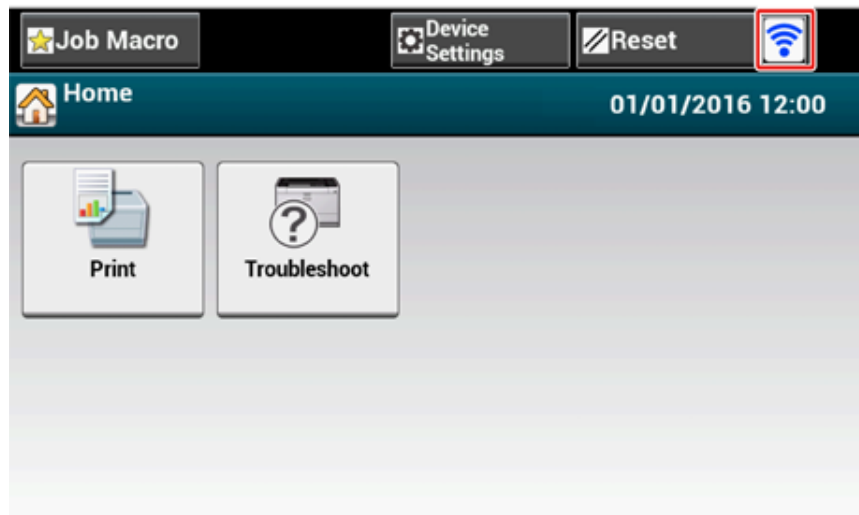 Job Macro
Device
Settings
Reset
Home
01/01/2016 12:00
Print
Troubleshoot